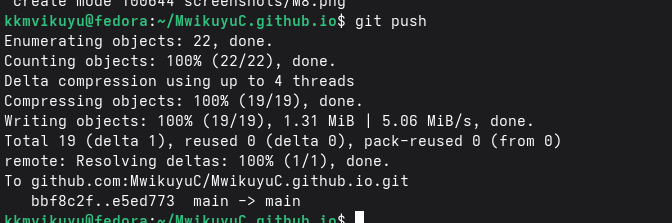 create mode 100644 screenshots/M8.png
kkmvikuyu@fedora:~/MwikuyuC.github.io$ git push
Enumerating objects: 22, done.
Counting objects: 100% (22/22), done.
Delta compression using up to 4 threads
Compressing objects: 100% (19/19), done.
Writing objects: 100% (19/19), 1.31 MiB | 5.06 MiB/s, done.
Total 19 (delta 1), reused 0 (delta 0), pack-reused 0 (from 0)
remote: Resolving deltas: 100% (1/1), done.
To github.com:MwikuyuC/MwikuyuC.github.io.git
   bbf8c2f..e5ed773  main -> main
kkmvikuyu@fedora:~/MwikuyuC.github.io$